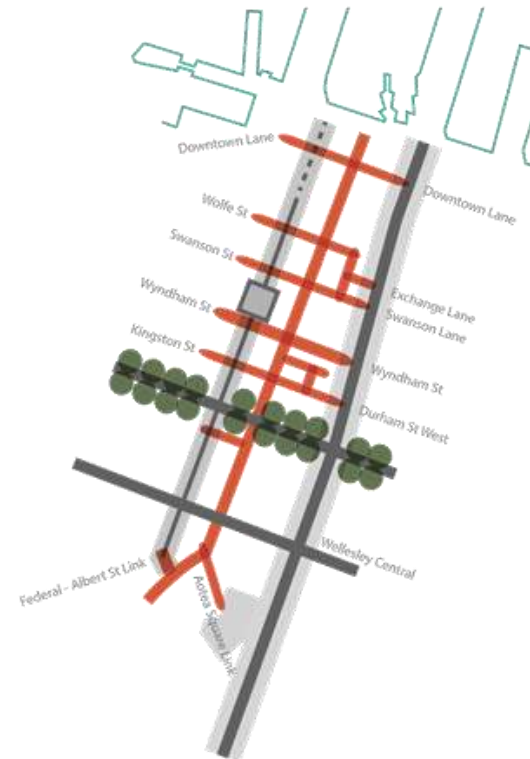 Downtown Lane
Downtown Lane
Wolfe St
Swanson St
Exchange Lane
Swanson Lane
Wyndham St
Wyndham St
Kingston St
Durham St West
Wellesley Central
Federal - Albert St Link
Aotea Square Link